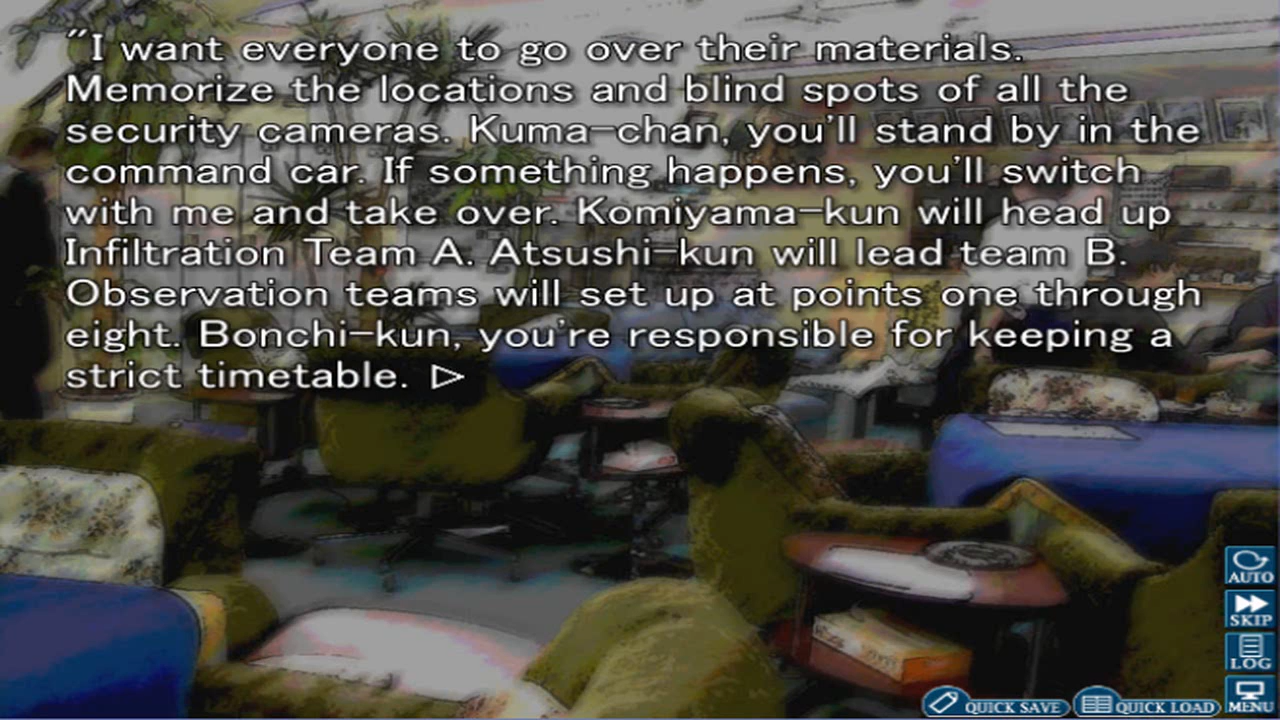 "I want everyone to go over their materials.
Memorize the locations and blind spots of all the
security cameras. Kuma-chan, you'll stand by in the
command car. If something happens, you'll switch
with me and take over. Komiyama-kun will head up
Infiltration Team A. Atsushi-kun will lead team B.
Observation teams will set up at points one through
eight. Bonchi-kun, you're responsible for keeping a
strict timetable.
AUTO
SKIP
LOG
MENU
QUICK SAVE
QUICK LOAD